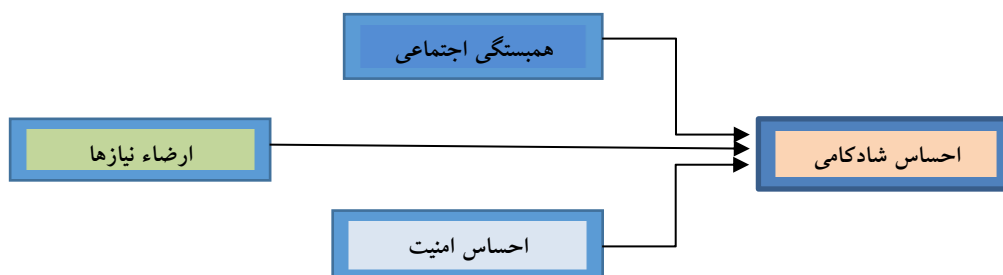 همبستگی اجتماعی
احساس شادکامی
ارضاء نیازها
احساس امنیت